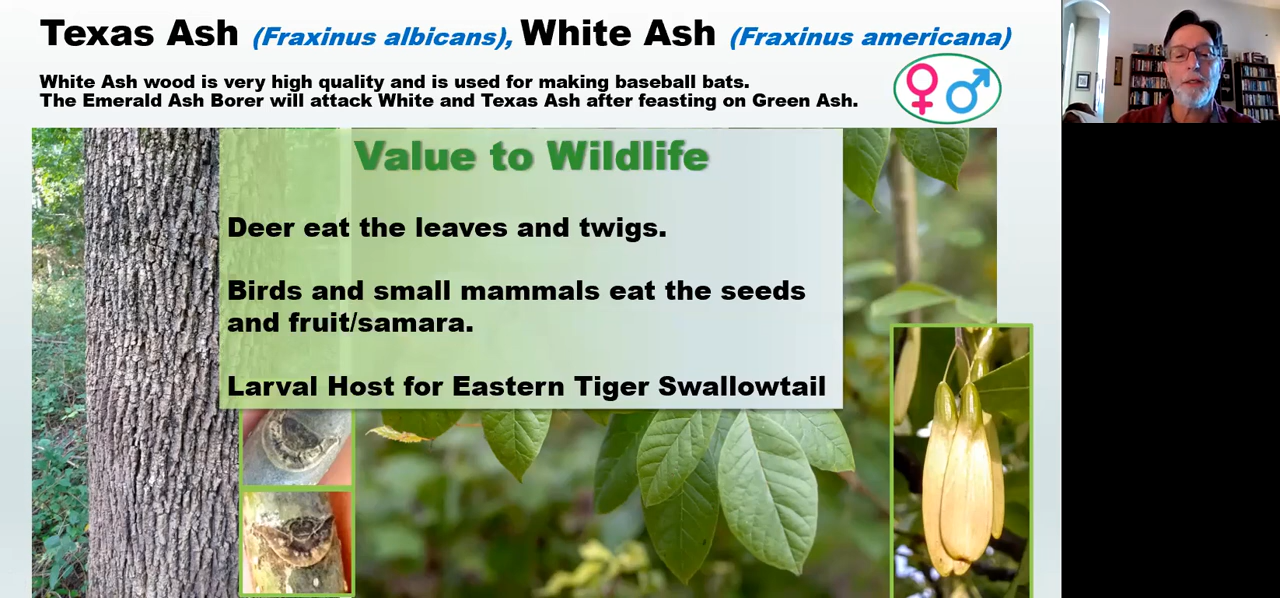 Texas Ash (Fraxinus albicans), White Ash (Fraxinus americana)
White Ash wood is very high quality and is used for making baseball bats.
The Emerald Ash Borer will attack White and Texas Ash after feasting on Green Ash.
Value to Wildlife
Deer eat the leaves and twigs.
Birds and small mammals eat the seeds
and fruit/samara.
Larval Host for Eastern Tiger Swallowtail